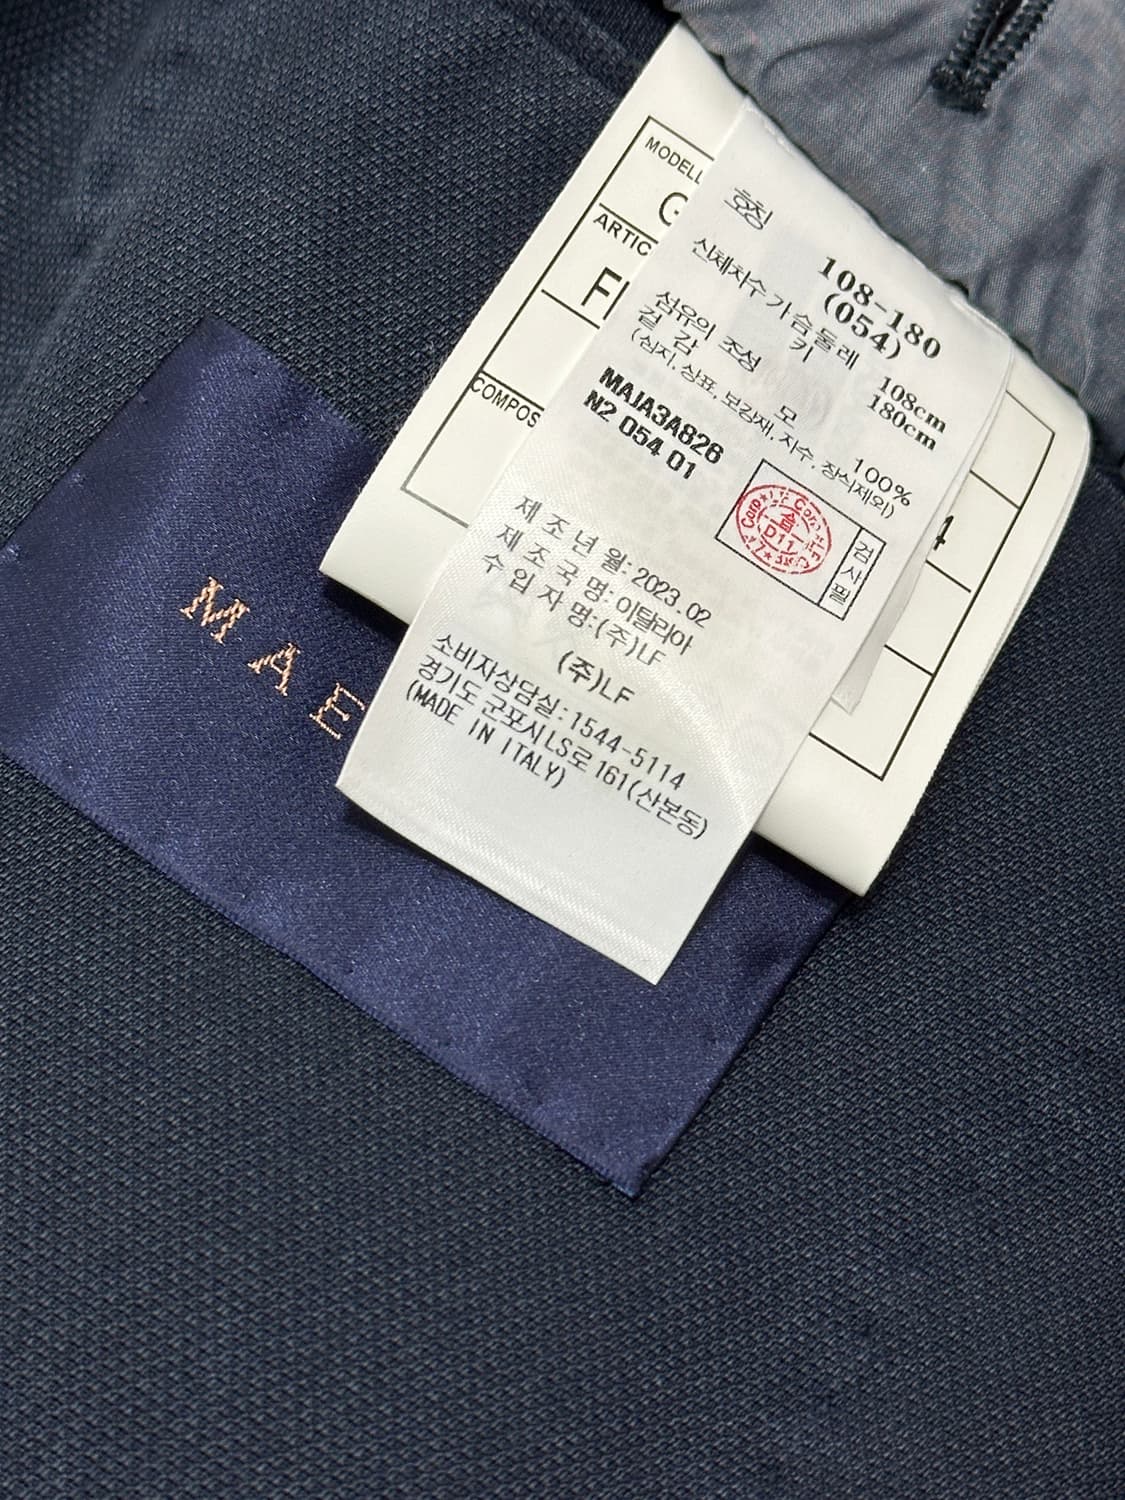 MODELL
G
ARTIC
COMPOS
4
호칭
108-180
(054)
신체치수 가슴둘레 108cm
키 180cm
섬유의 조성
겉감 모 100%
(심지, 상표, 보강재, 자수, 장식제외)
MAJA3A826
N2 054 01
검사필
제조년월: 2023.02
제조국명: 이탈리아
수입자명:(주)LF
(주)LF
소비자상담실:1544-5114
경기도 군포시 LS로 161(산본동)
(MADE IN ITALY)
MAE